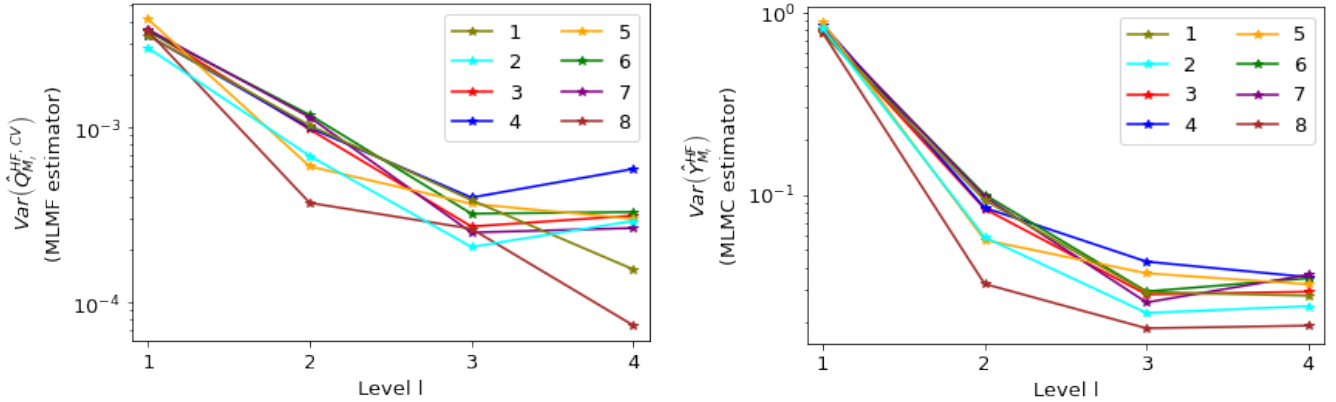 Var(Q̂^{HF, CV}_{M_l})
(MLMF estimator)
10^{-3}
10^{-4}
1 5
2 6
3 7
4 8
1 2 3 4
Level l
Var(Ŷ^{HF}_{M_l})
(MLMC estimator)
10^0
10^{-1}
1 5
2 6
3 7
4 8
1 2 3 4
Level l